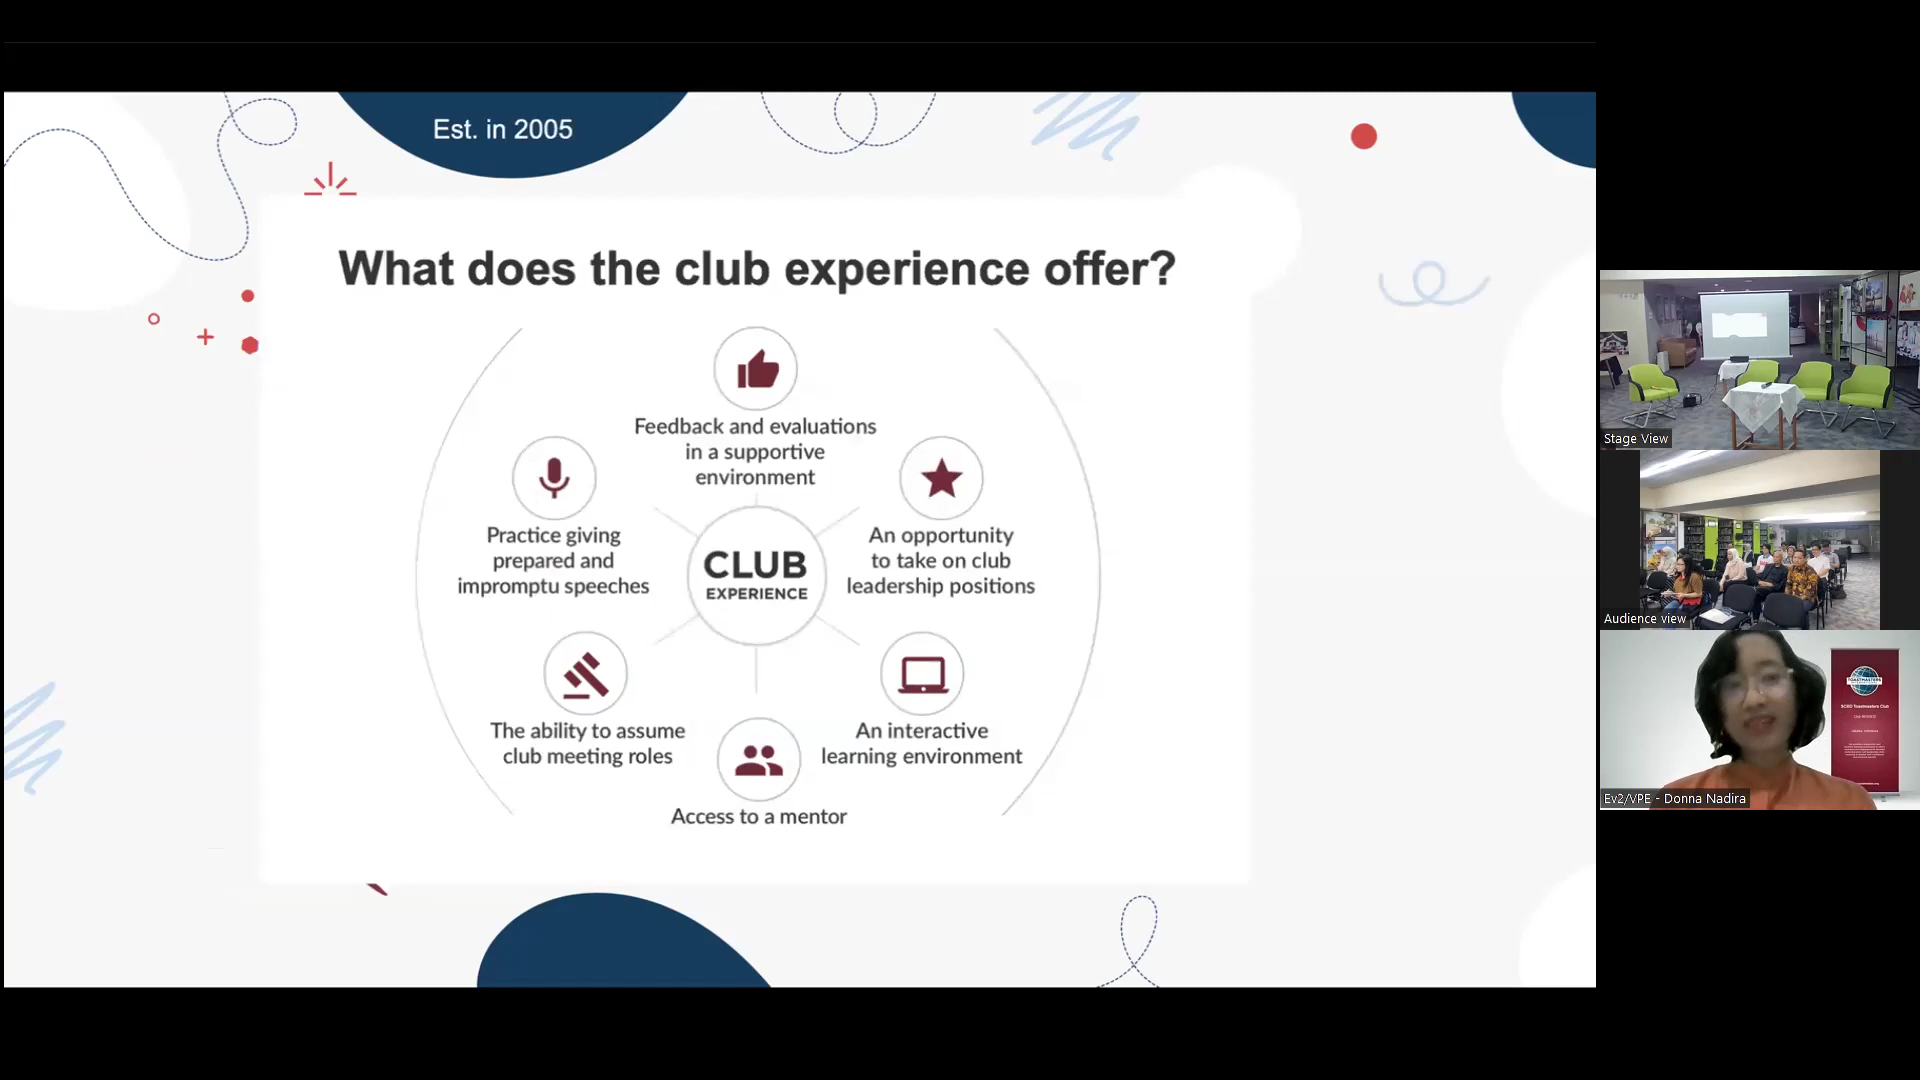 Est. in 2005
What does the club experience offer?
Feedback and evaluations
in a supportive
environment
Practice giving
prepared and
impromptu speeches
An opportunity
to take on club
leadership positions
CLUB
EXPERIENCE
The ability to assume
club meeting roles
An interactive
learning environment
Access to a mentor
Stage View
Audience view
TOASTMASTERS
Ev2/VPE - Donna Nadira